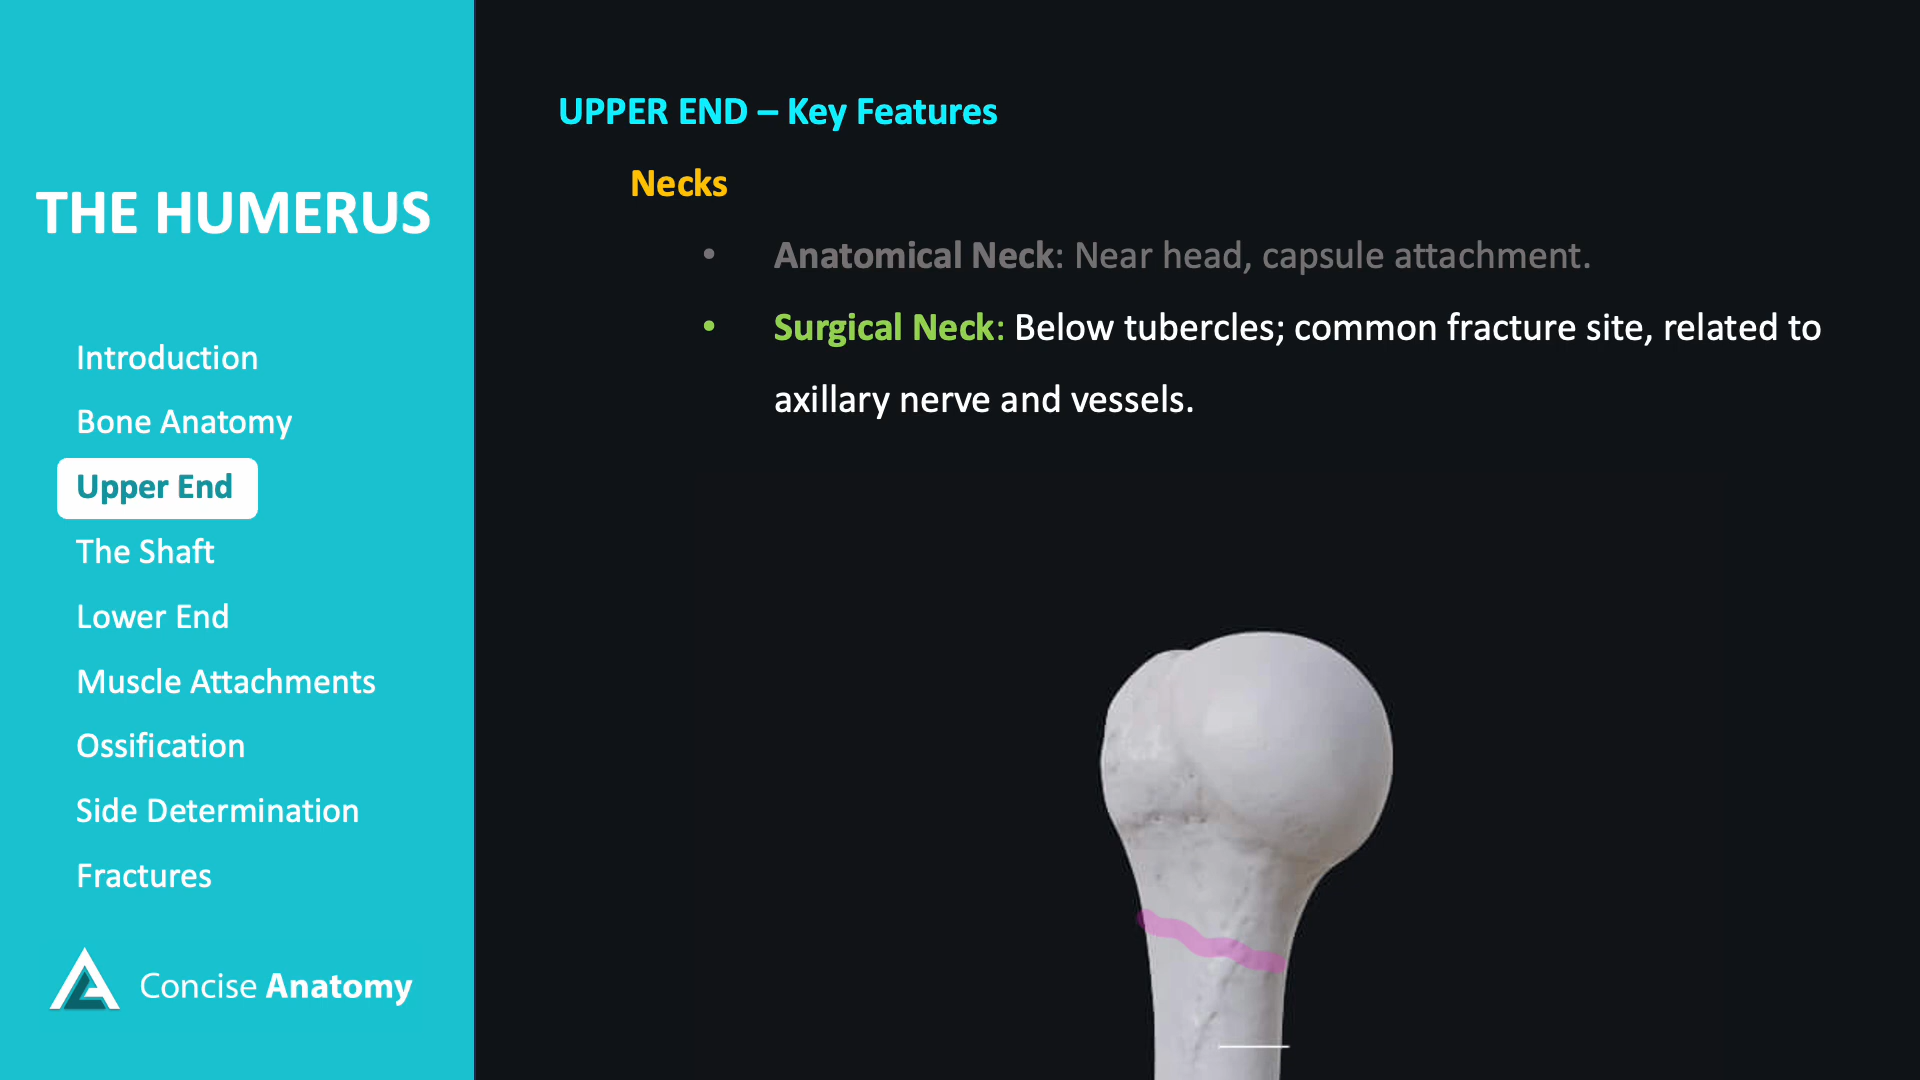 THE HUMERUS
Introduction
Bone Anatomy
Upper End
The Shaft
Lower End
Muscle Attachments
Ossification
Side Determination
Fractures
Concise Anatomy
UPPER END – Key Features
Necks
• Anatomical Neck: Near head, capsule attachment.
• Surgical Neck: Below tubercles; common fracture site, related to
axillary nerve and vessels.